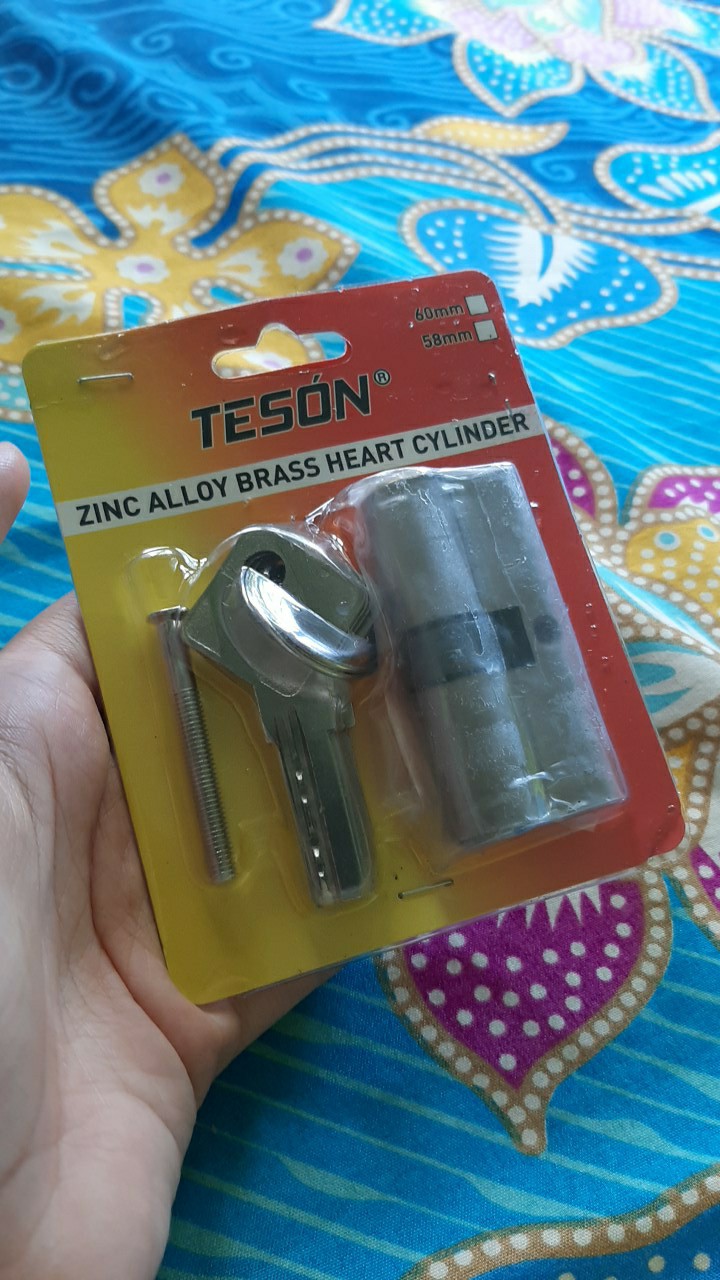 60mm
58mm
TESÓN®
ZINC ALLOY BRASS HEART CYLINDER